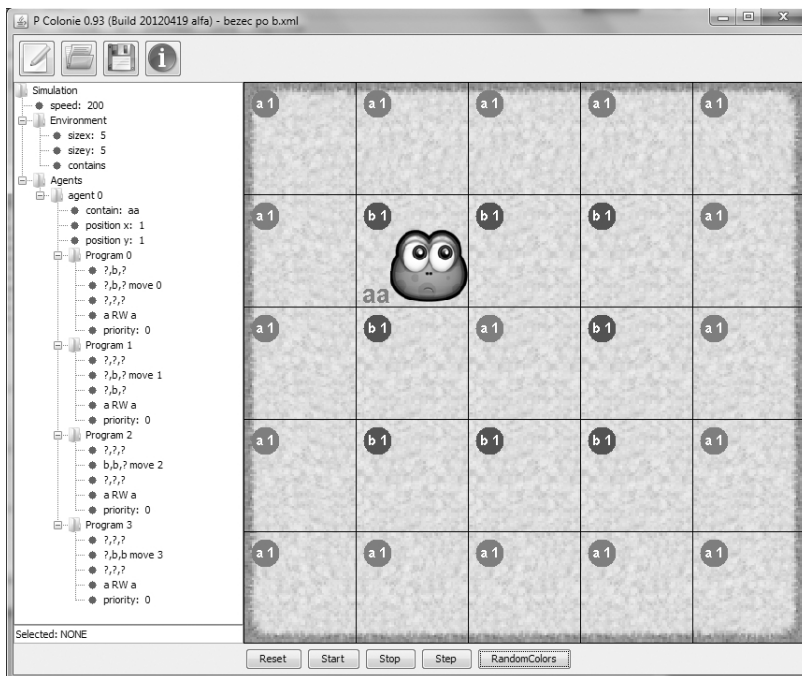 P Colonie 0.93 (Build 20120419 alfa) - bezec po b.xml
Simulation
speed: 200
Environment
sizex: 5
sizey: 5
contains
Agents
agent 0
contain: aa
position x: 1
position y: 1
Program 0
?,b,?
?,b,? move 0
?,?,?
a RW a
priority: 0
Program 1
?,?,?
?,b,? move 1
?,b,?
a RW a
priority: 0
Program 2
?,?,?
b,b,? move 2
?,?,?
a RW a
priority: 0
Program 3
?,?,?
?,b,b move 3
?,?,?
a RW a
priority: 0
Selected: NONE
a 1 a 1 a 1 a 1 a 1
a 1 b 1 b 1 b 1 a 1
aa
a 1 b 1 a 1 b 1 a 1
a 1 b 1 b 1 b 1 a 1
a 1 a 1 a 1 a 1 a 1
Reset Start Stop Step RandomColors